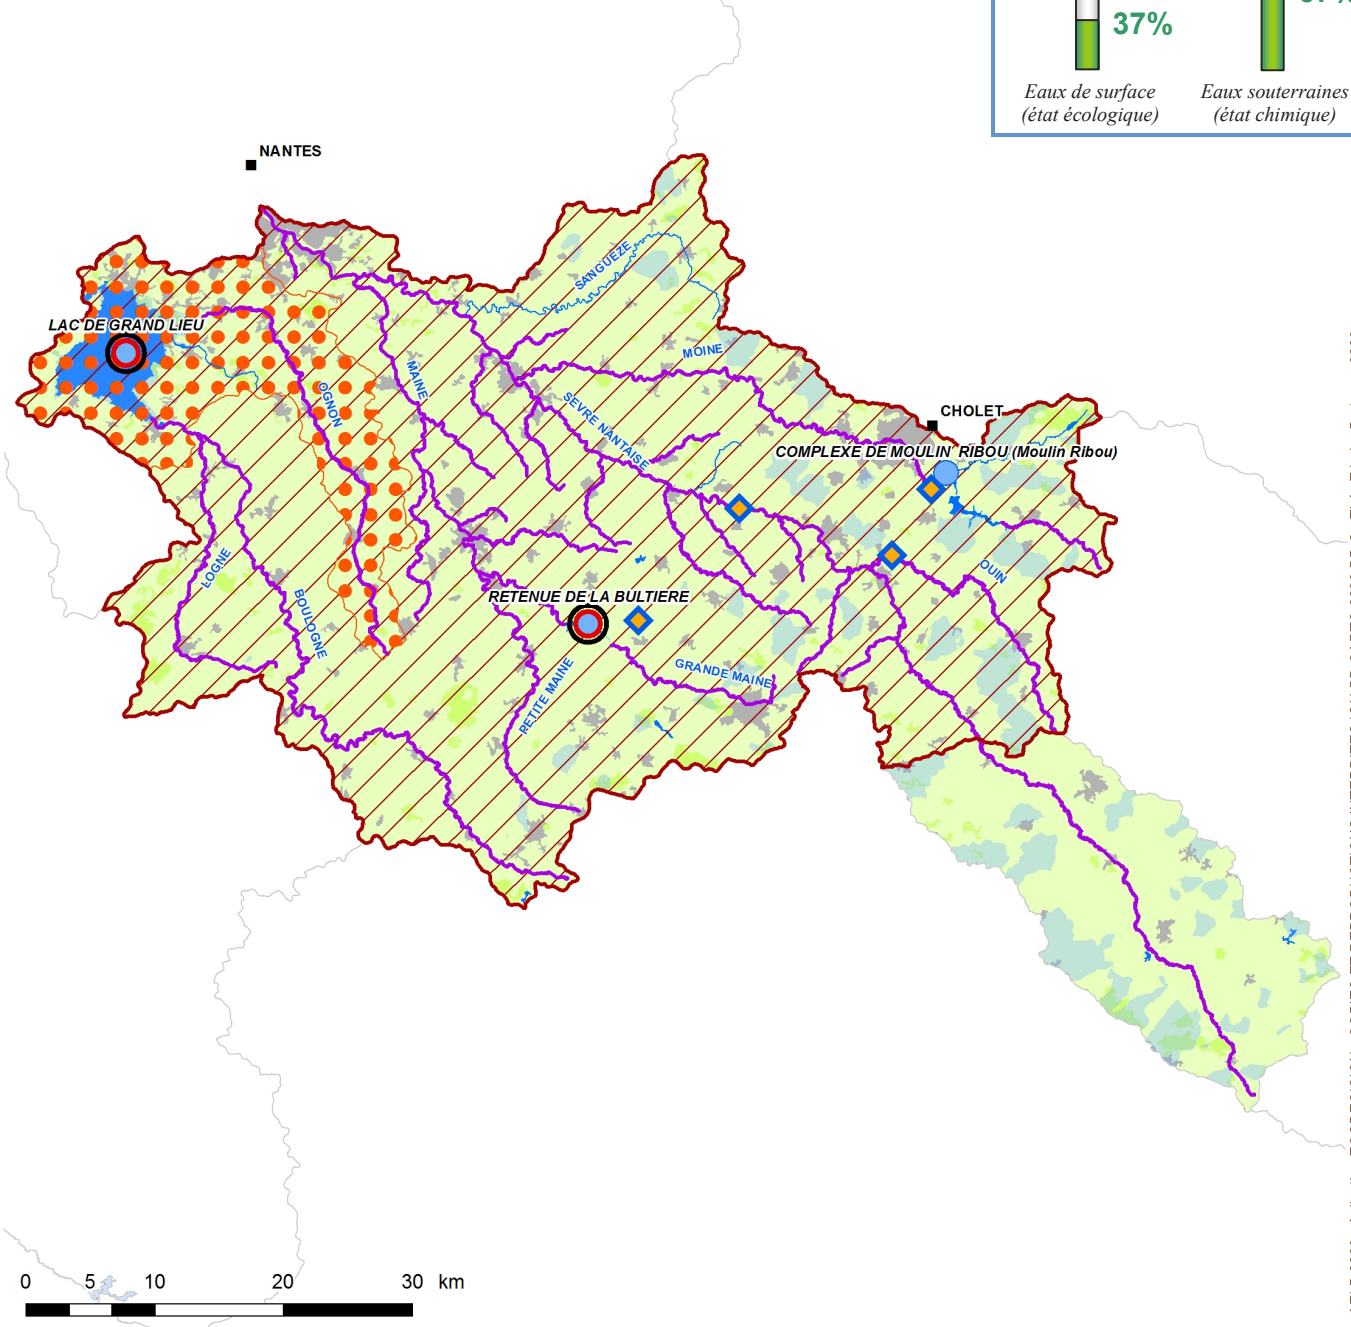 37%
Eaux de surface
(état écologique)
Eaux souterraines
(état chimique)
NANTES
SANGUEZE
LAC DE GRAND LIEU
MOINE
MAINE
OGNON
SEVRE NANTAISE
CHOLET
COMPLEXE DE MOULIN RIBOU (Moulin Ribou)
LOGNE
OUIN
BOULOGNE
RETENUE DE LA BULTIERE
GRANDE MAINE
PETITE MAINE
0 5 10 20 30 km